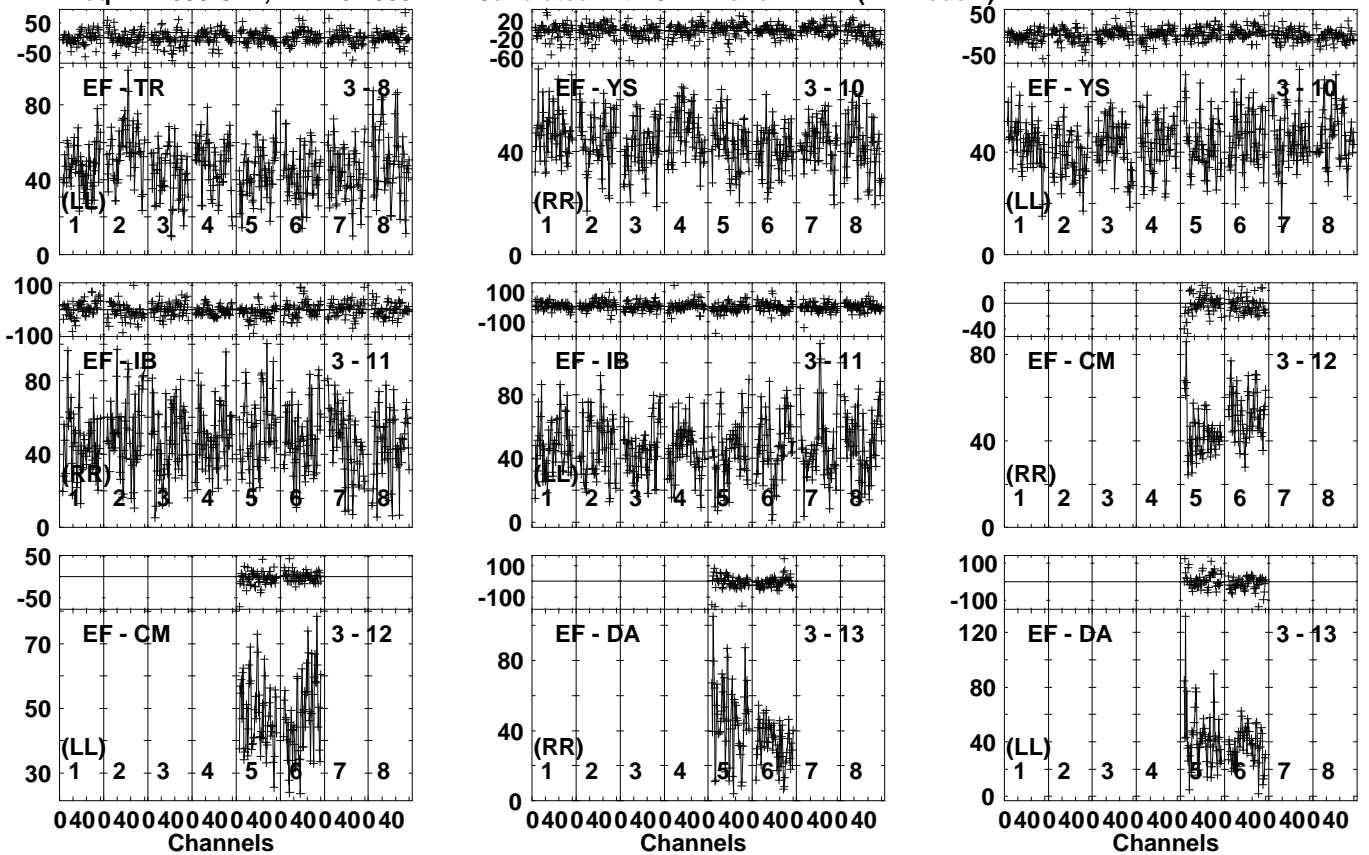 50 20 50
-50 -20 -50
-60
EF - TR 3 - 8 EF - YS 3 - 10 EF - YS 3 - 10
80
40 40 40
(LL) (RR) (LL)
1 2 3 4 5 6 7 8 1 2 3 4 5 6 7 8 1 2 3 4 5 6 7 8
0 0 0
100 100 0
-100 -100 -40
EF - IB 3 - 11 EF - IB 3 - 11 EF - CM 3 - 12
80 80 80
40 40 40
(RR) (LL) (RR)
1 2 3 4 5 6 7 8 1 2 3 4 5 6 7 8 1 2 3 4 5 6 7 8
0 0 0
50 100 100
-50 -100 -100
EF - CM 3 - 12 EF - DA 3 - 13 EF - DA 3 - 13
70 80 120
50 40 80
(LL) (RR) 40 (LL)
30
1 2 3 4 5 6 7 8 1 2 3 4 5 6 7 8 1 2 3 4 5 6 7 8
0 0
0 40 0 40 0 40 0 40 0 40 0 40 0 40 0 40 0 40 0 40 0 40 0 40 0 40 0 40 0 40 0 40 0 40 0 40 0 40 0 40 0 40 0 40 0 40 0 40
Channels Channels Channels